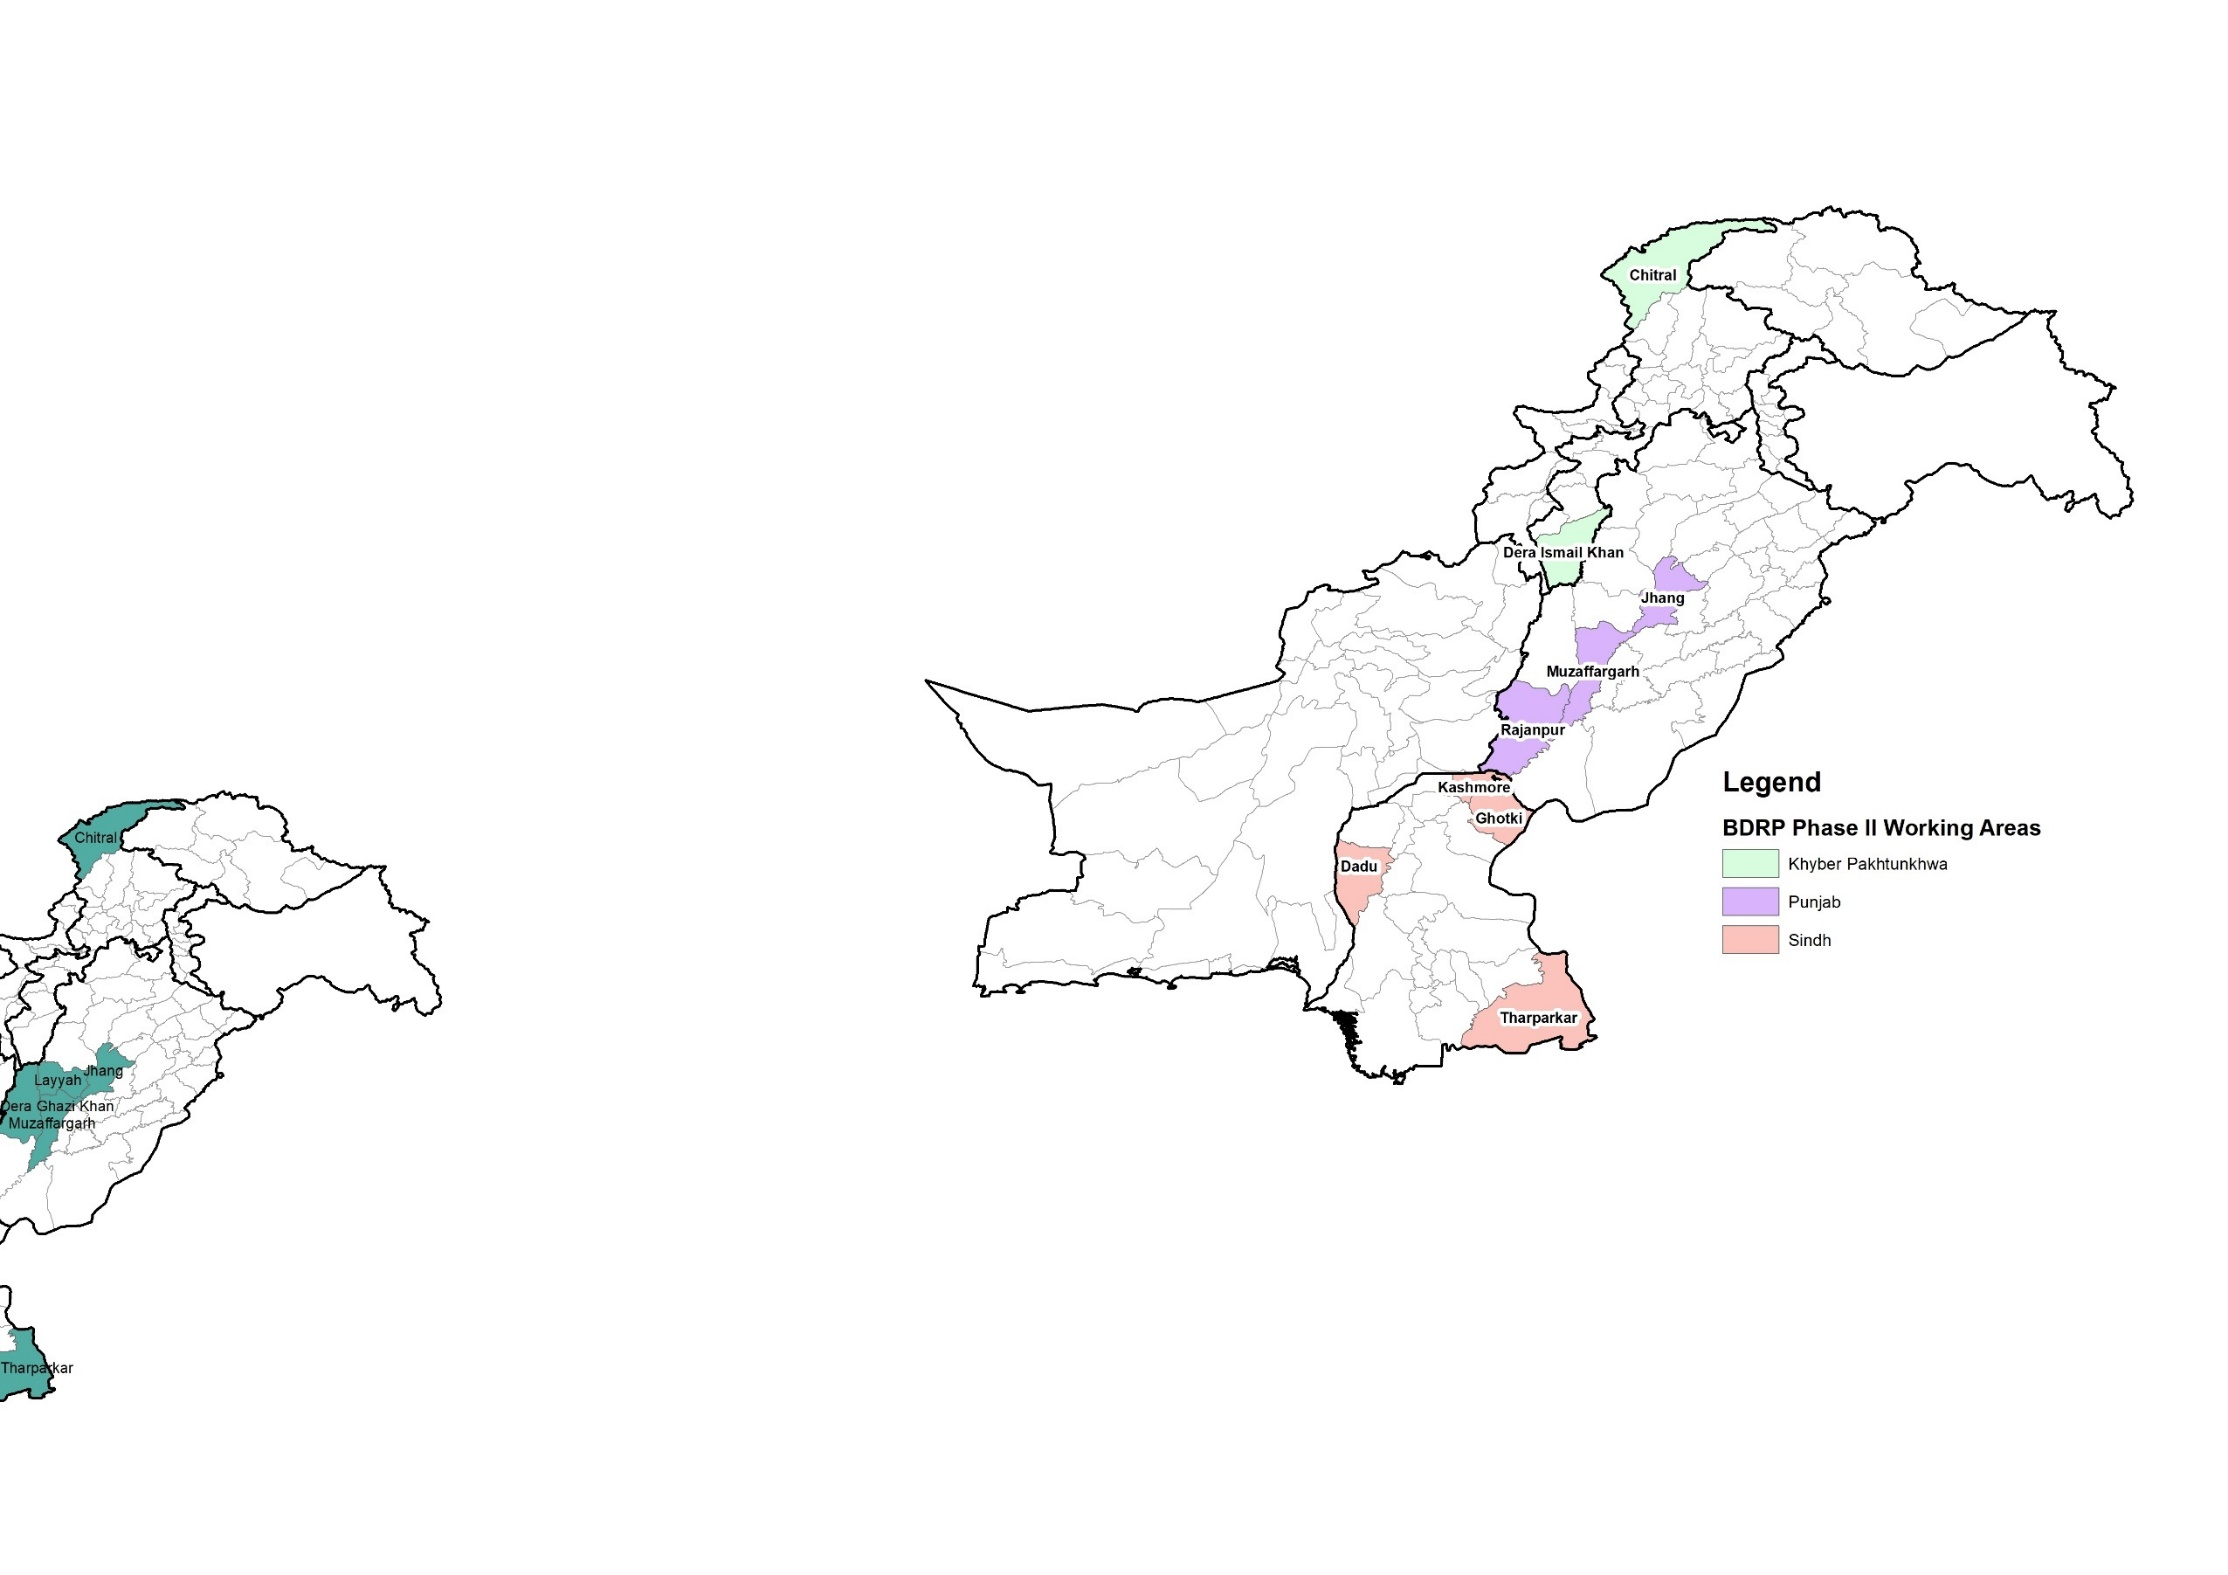 Chitral
Dera Ismail Khan
Jhang
Muzaffargarh
Rajanpur
Kashmore
Ghotki
Dadu
Tharparkar
Legend
BDRP Phase II Working Areas
Khyber Pakhtunkhwa
Punjab
Sindh
Chitral
Jhang
Layyah
Dera Ghazi Khan
Muzaffargarh
Tharparkar